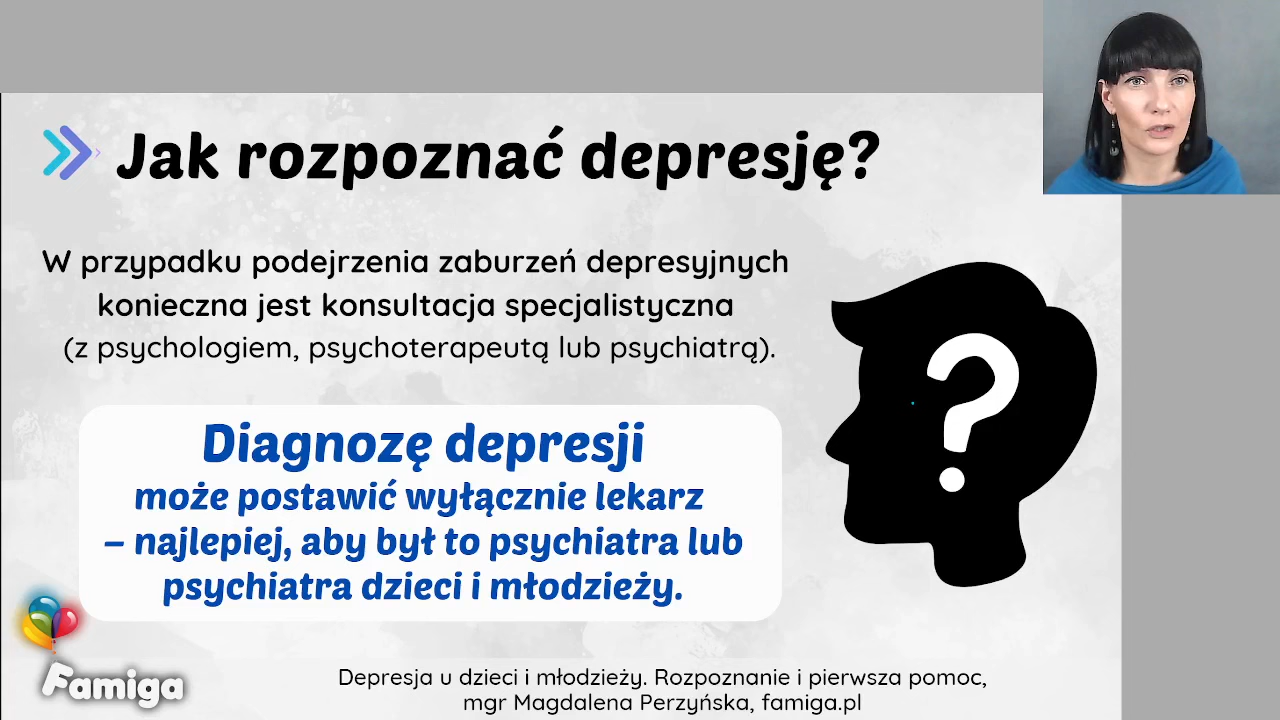 Jak rozpoznać depresję?
W przypadku podejrzenia zaburzeń depresyjnych
konieczna jest konsultacja specjalistyczna
(z psychologiem, psychoterapeutą lub psychiatrą).
Diagnozę depresji
może postawić wyłącznie lekarz
– najlepiej, aby był to psychiatra lub
psychiatra dzieci i młodzieży.
?
Famiga
Depresja u dzieci i młodzieży. Rozpoznanie i pierwsza pomoc,
mgr Magdalena Perzyńska, famiga.pl